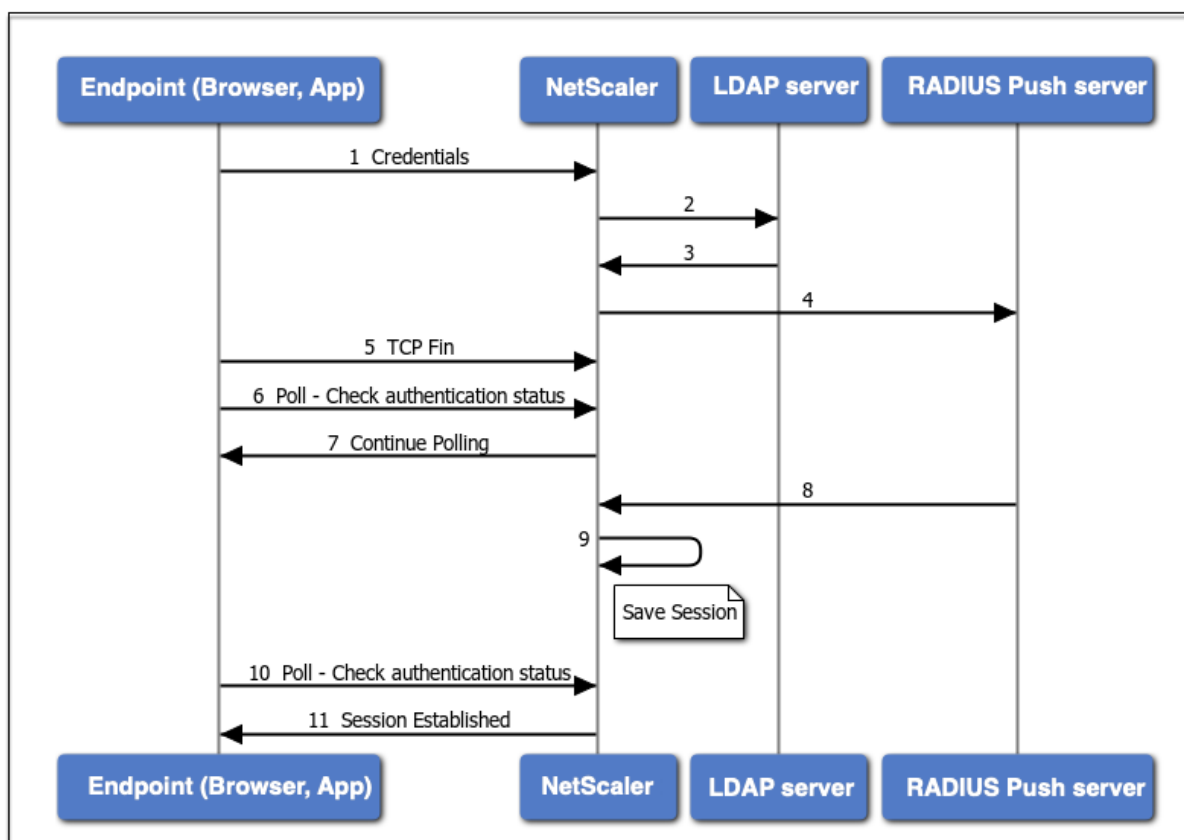 Endpoint (Browser, App)
NetScaler
LDAP server
RADIUS Push server
1 Credentials
2
3
4
5 TCP Fin
6 Poll - Check authentication status
7 Continue Polling
8
9
Save Session
10 Poll - Check authentication status
11 Session Established
Endpoint (Browser, App)
NetScaler
LDAP server
RADIUS Push server